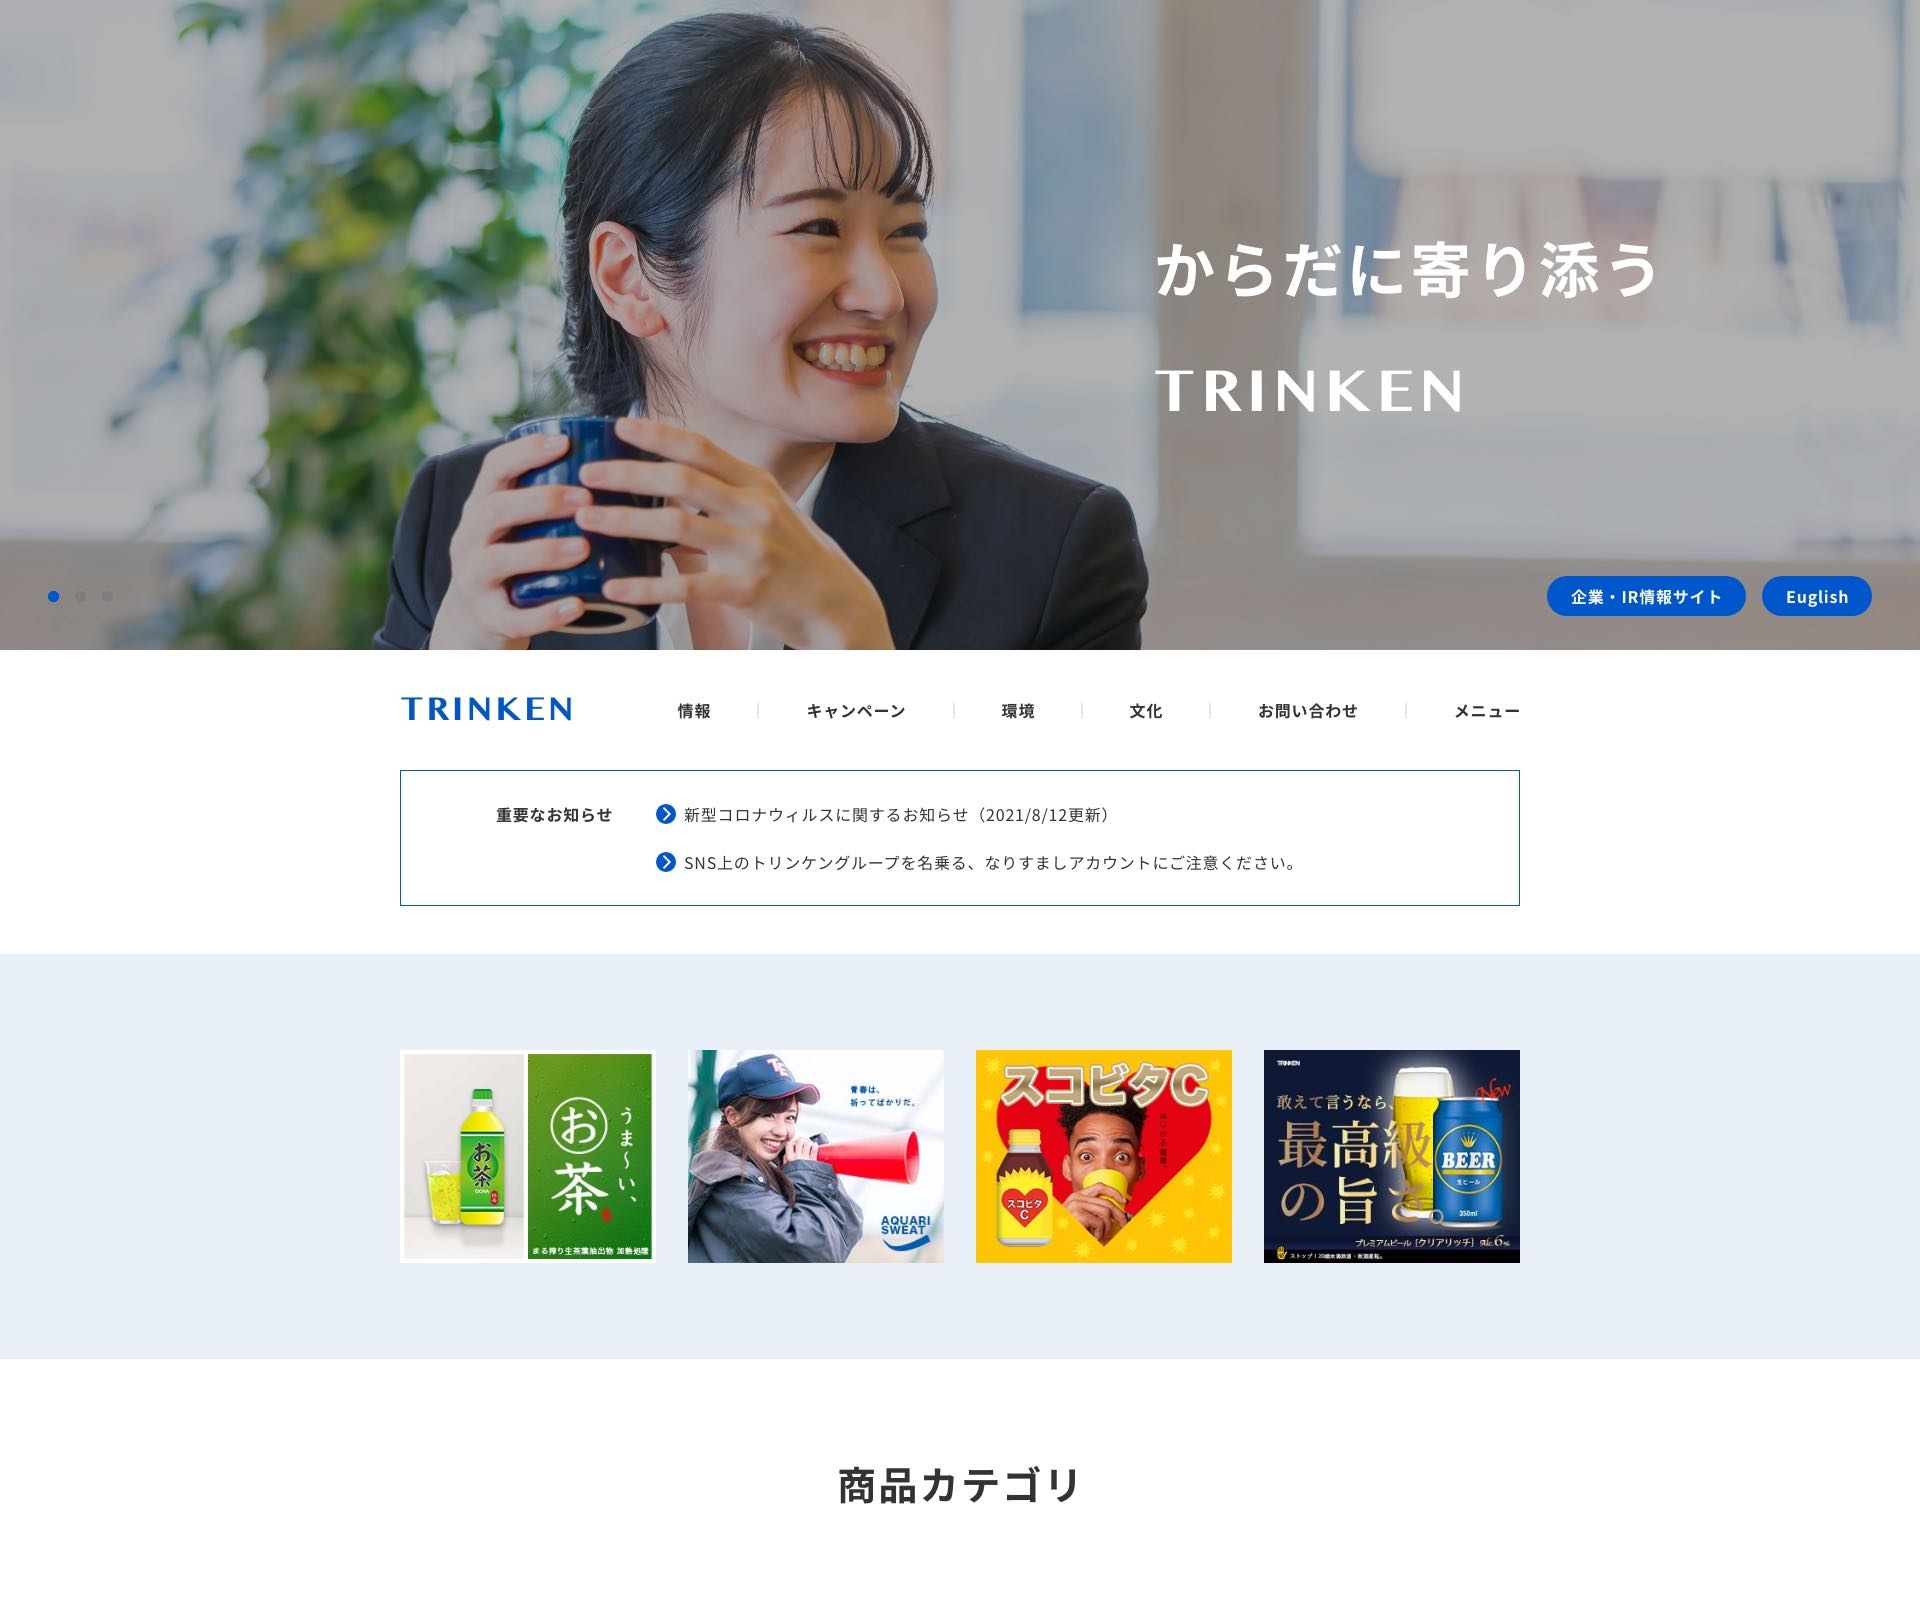 からだに寄り添う
TRINKEN
企業・IR情報サイト
Euglish
TRINKEN
情報
キャンペーン
環境
文化
お問い合わせ
メニュー
重要なお知らせ
新型コロナウィルスに関するお知らせ（2021/8/12更新）
SNS上のトリンケングループを名乗る、なりすましアカウントにご注意ください。
お茶
OCHA
うま〜い、
お茶
まる搾り生茶葉抽出物 加熱処理
青春は、
祈ってばかりだ。
AQUARI
SWEAT
スコビタC
はじける健康。
スコビタ
C
TRINKEN
New
敢えて言うなら、
最高級
の旨さ。
BEER
生ビール
350ml
プレミアムビール［クリアリッチ］Alc.6%
ストップ！20歳未満飲酒・飲酒運転。
商品カテゴリ